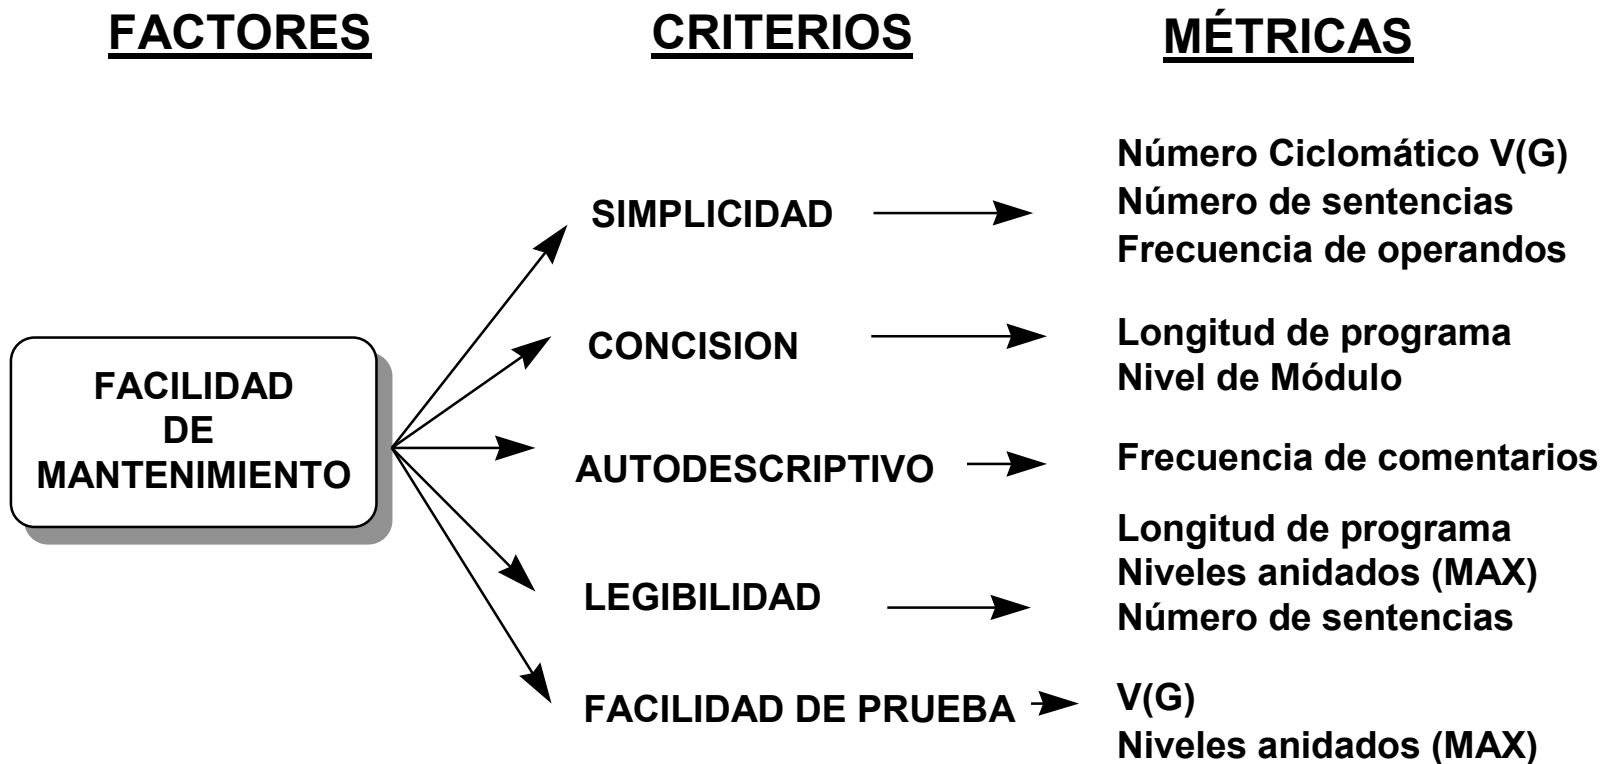 FACTORES
CRITERIOS
MÉTRICAS
FACILIDAD
DE
MANTENIMIENTO
SIMPLICIDAD
Número Ciclomático V(G)
Número de sentencias
Frecuencia de operandos
CONCISION
Longitud de programa
Nivel de Módulo
AUTODESCRIPTIVO
Frecuencia de comentarios
LEGIBILIDAD
Longitud de programa
Niveles anidados (MAX)
Número de sentencias
FACILIDAD DE PRUEBA
V(G)
Niveles anidados (MAX)